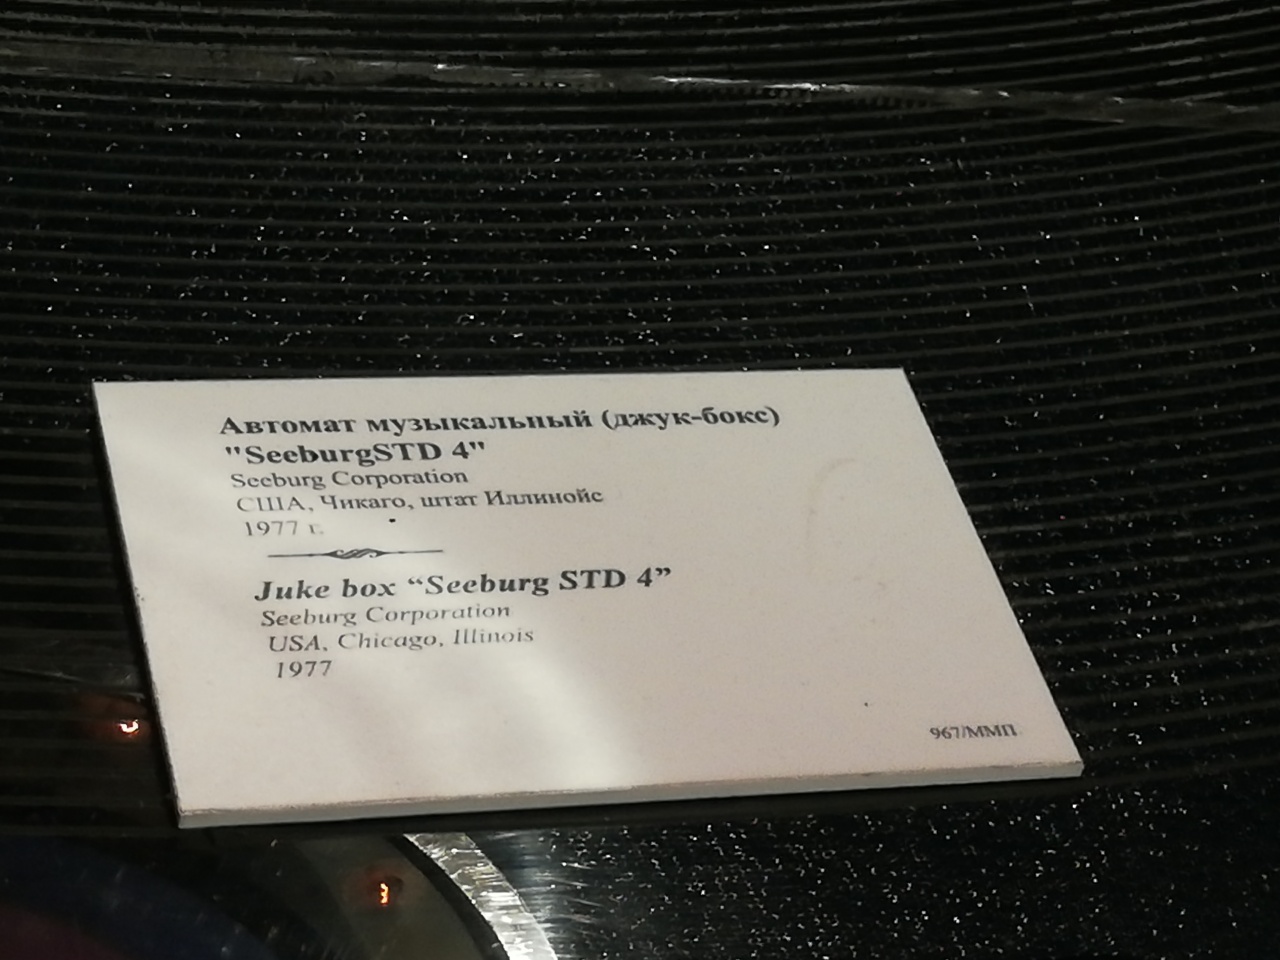 Автомат музыкальный (джук-бокс)
"SeeburgSTD 4"
Seeburg Corporation
США, Чикаго, штат Иллинойс
1977 г.
Juke box “Seeburg STD 4”
Seeburg Corporation
USA, Chicago, Illinois
1977
967/ММП